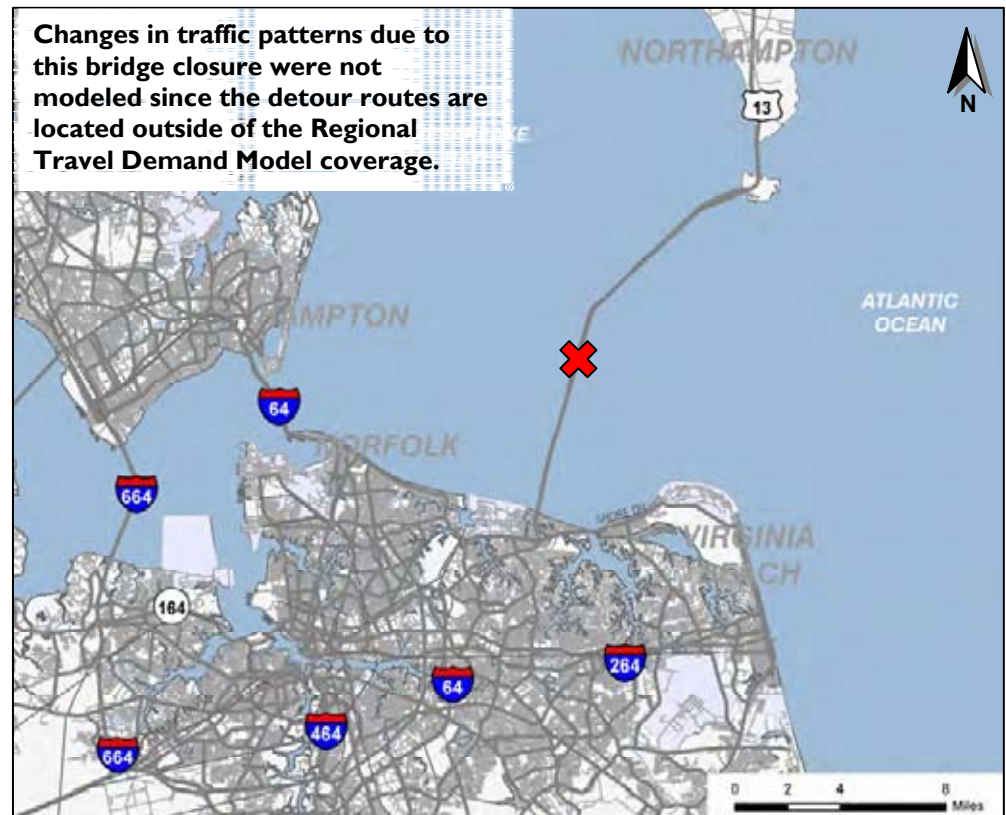 Changes in traffic patterns due to
this bridge closure were not
modeled since the detour routes are
located outside of the Regional
Travel Demand Model coverage.
NORTHAMPTON
N
13
ATLANTIC
OCEAN
64
664
164
264
64
464
664
0 2 4 8
Miles